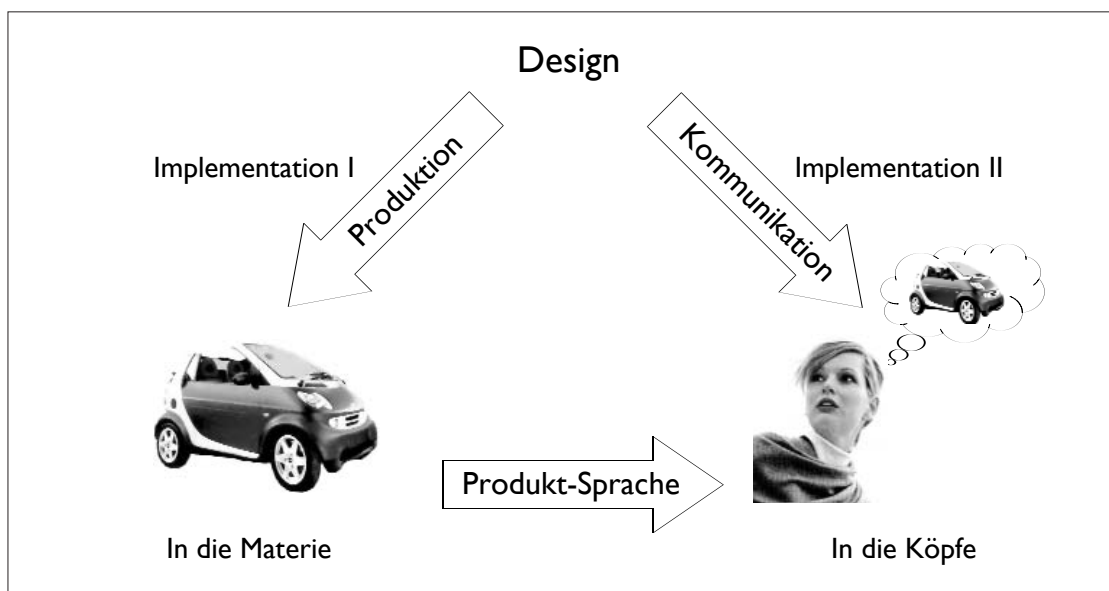 Design
Implementation I
Produktion
Kommunikation
Implementation II
Produkt-Sprache
In die Materie
In die Köpfe